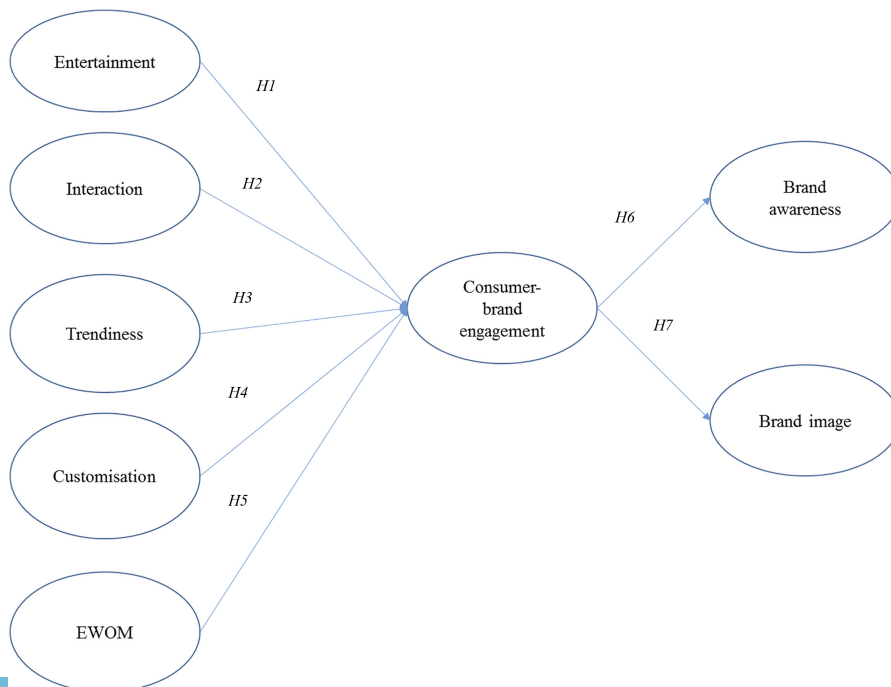 Entertainment
H1
Interaction
H2
Trendiness
H3
Customisation
H4
EWOM
H5
Consumer-
brand
engagement
H6
H7
Brand
awareness
Brand image